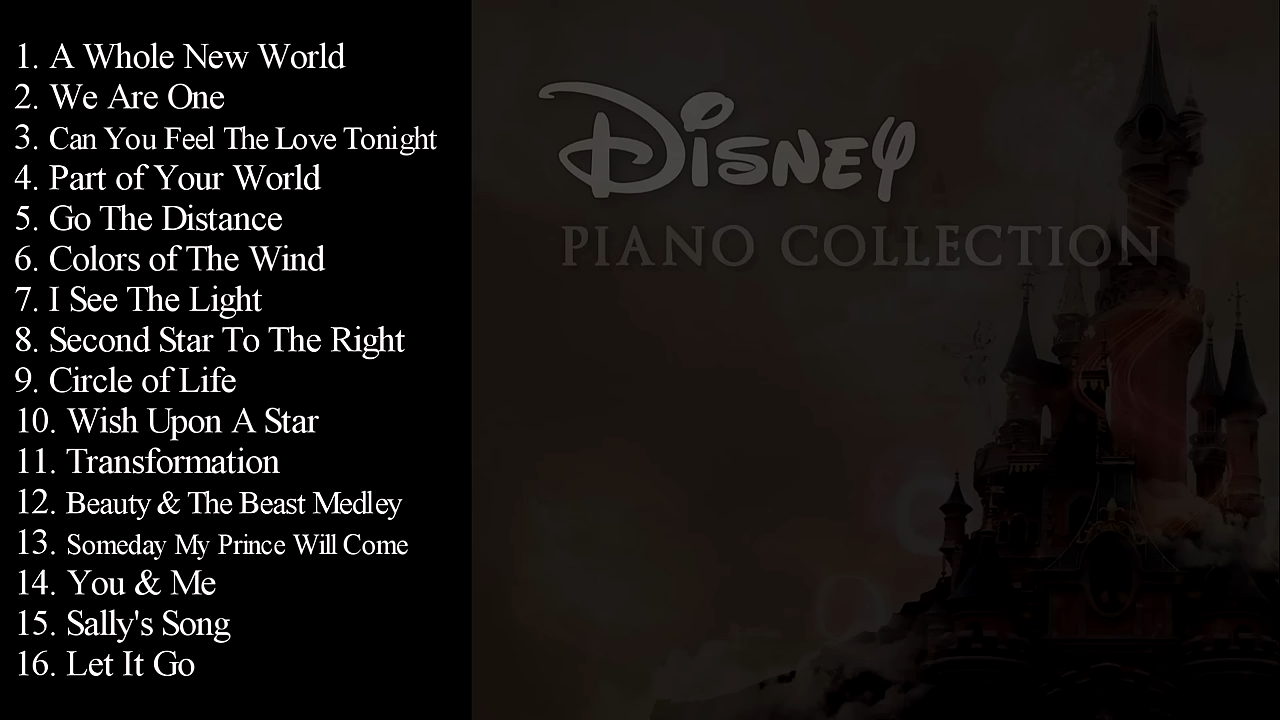 1. A Whole New World
2. We Are One
3. Can You Feel The Love Tonight
4. Part of Your World
5. Go The Distance
6. Colors of The Wind
7. I See The Light
8. Second Star To The Right
9. Circle of Life
10. Wish Upon A Star
11. Transformation
12. Beauty & The Beast Medley
13. Someday My Prince Will Come
14. You & Me
15. Sally's Song
16. Let It Go
Disney
PIANO COLLECTION